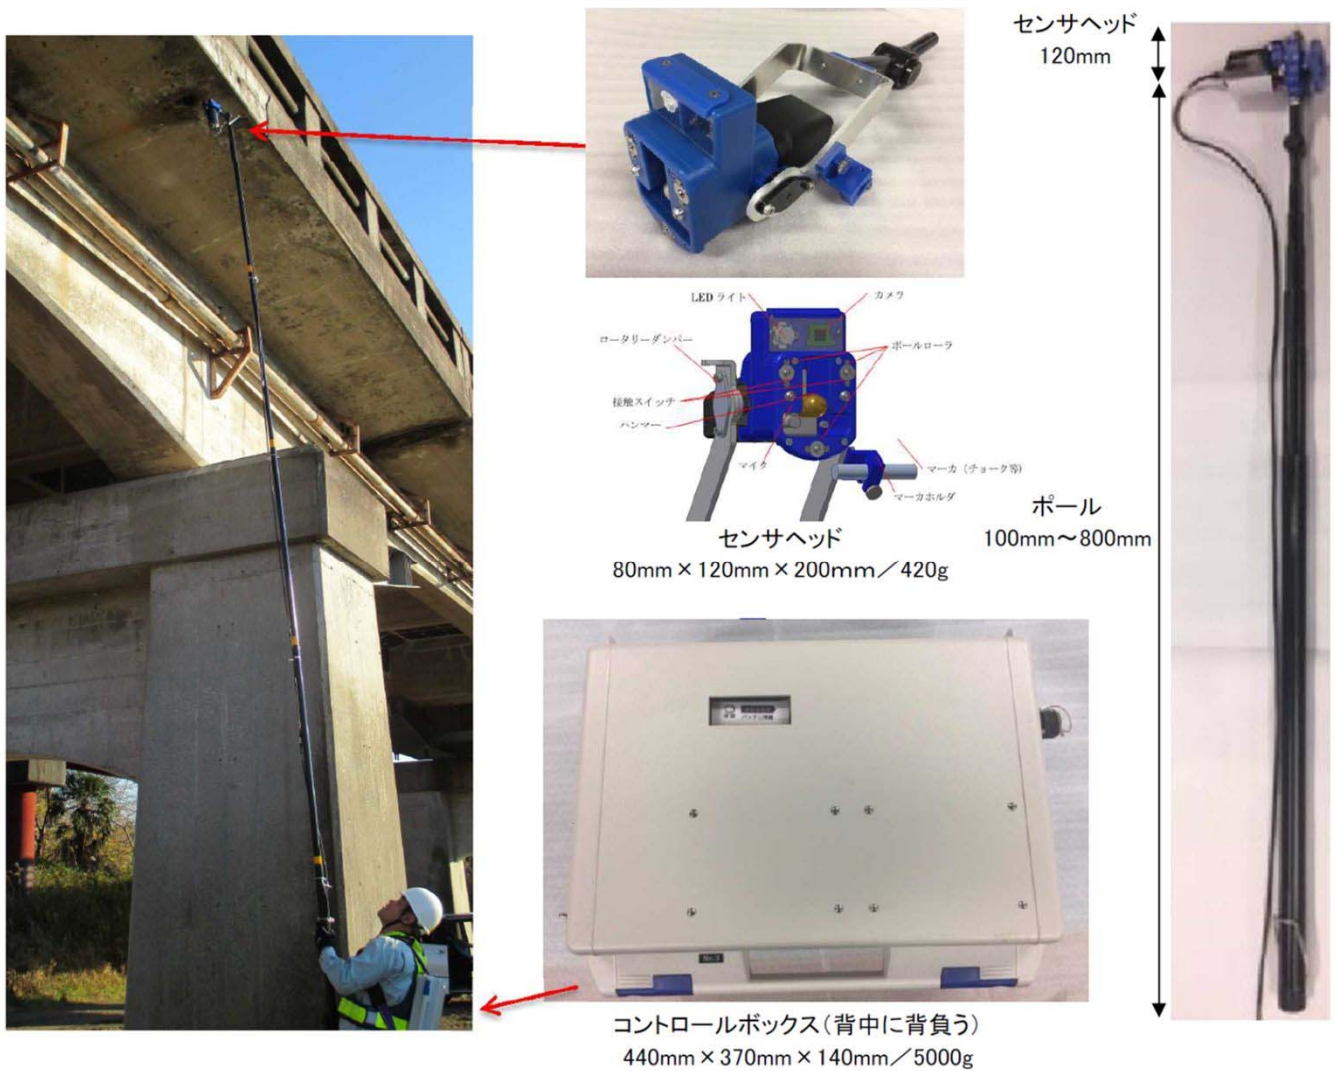 センサヘッド
120mm
LED ライト
カメラ
ロータリーダンパー
ボールローラ
接触スイッチ
ハンマー
マイク
マーカ (チョーク等)
マーカホルダ
センサヘッド
80mm×120mm×200mm／420g
ポール
100mm～800mm
No.3
コントロールボックス(背中に背負う)
440mm×370mm×140mm／5000g